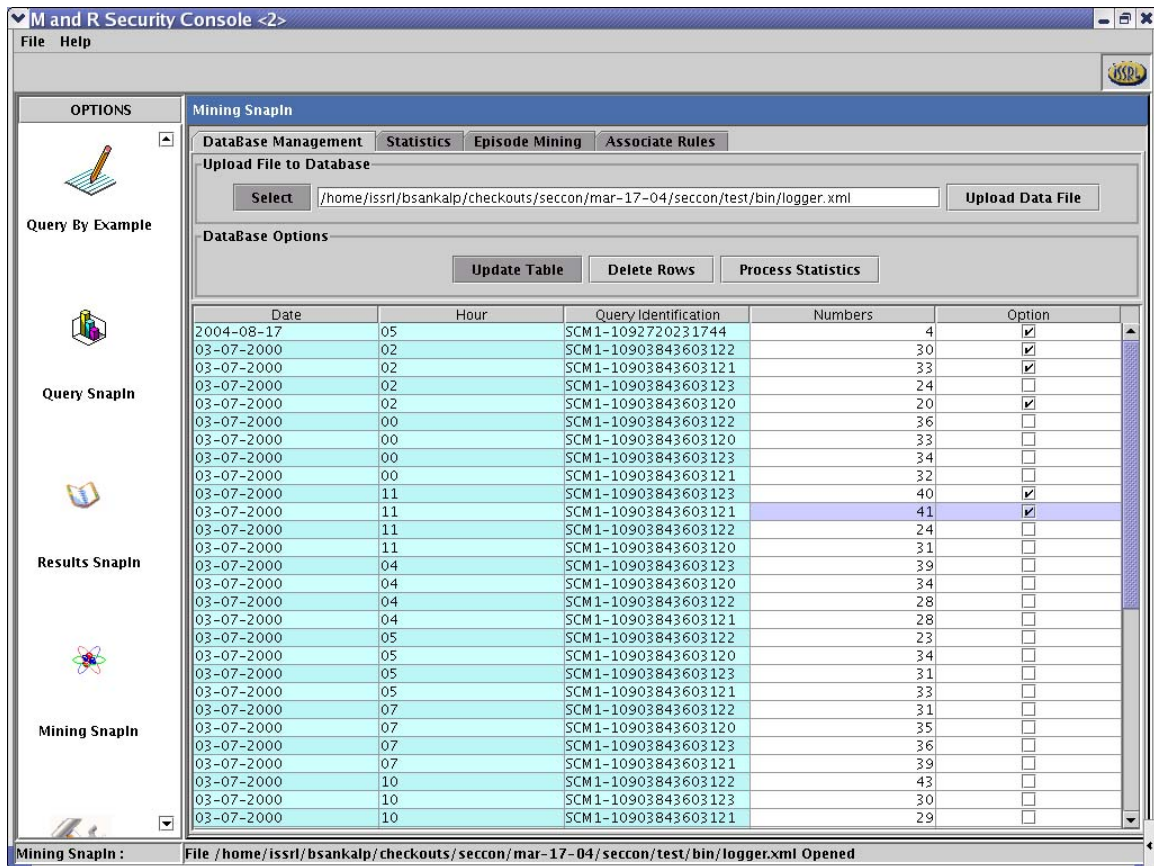 M and R Security Console <2>
File Help
ISSRL
OPTIONS
Query By Example
Query SnapIn
Results SnapIn
Mining SnapIn
Mining SnapIn
DataBase Management Statistics Episode Mining Associate Rules
Upload File to Database
Select /home/issrl/bsankalp/checkouts/seccon/mar-17-04/seccon/test/bin/logger.xml Upload Data File
DataBase Options
Update Table Delete Rows Process Statistics
Date Hour Query Identification Numbers Option
2004-08-17 05 SCM1-1092720231744 4
03-07-2000 02 SCM1-10903843603122 30
03-07-2000 02 SCM1-10903843603121 33
03-07-2000 02 SCM1-10903843603123 24
03-07-2000 02 SCM1-10903843603120 20
03-07-2000 00 SCM1-10903843603122 36
03-07-2000 00 SCM1-10903843603120 33
03-07-2000 00 SCM1-10903843603123 34
03-07-2000 00 SCM1-10903843603121 32
03-07-2000 11 SCM1-10903843603123 40
03-07-2000 11 SCM1-10903843603121 41
03-07-2000 11 SCM1-10903843603122 24
03-07-2000 11 SCM1-10903843603120 31
03-07-2000 04 SCM1-10903843603123 39
03-07-2000 04 SCM1-10903843603120 34
03-07-2000 04 SCM1-10903843603122 28
03-07-2000 04 SCM1-10903843603121 28
03-07-2000 05 SCM1-10903843603122 23
03-07-2000 05 SCM1-10903843603120 34
03-07-2000 05 SCM1-10903843603123 31
03-07-2000 05 SCM1-10903843603121 33
03-07-2000 07 SCM1-10903843603122 31
03-07-2000 07 SCM1-10903843603120 35
03-07-2000 07 SCM1-10903843603123 36
03-07-2000 07 SCM1-10903843603121 39
03-07-2000 10 SCM1-10903843603122 43
03-07-2000 10 SCM1-10903843603123 30
03-07-2000 10 SCM1-10903843603121 29
Mining SnapIn : File /home/issrl/bsankalp/checkouts/seccon/mar-17-04/seccon/test/bin/logger.xml Opened